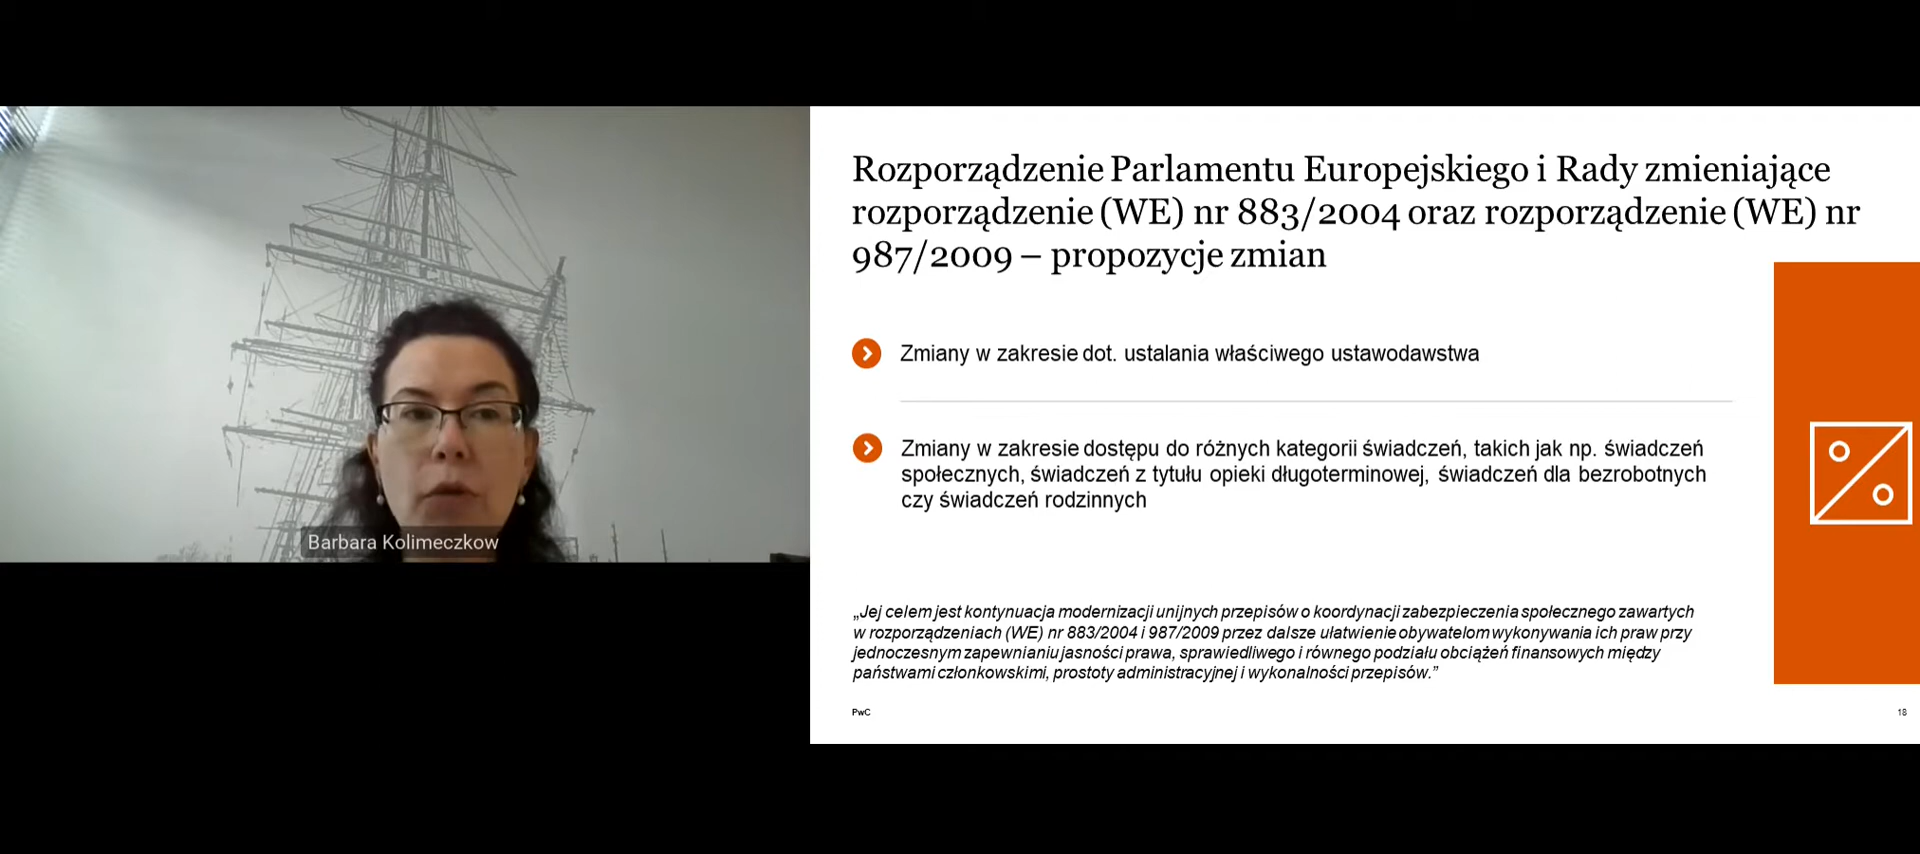 Barbara Kolimeczkow
Rozporządzenie Parlamentu Europejskiego i Rady zmieniające
rozporządzenie (WE) nr 883/2004 oraz rozporządzenie (WE) nr
987/2009 – propozycje zmian
Zmiany w zakresie dot. ustalania właściwego ustawodawstwa
Zmiany w zakresie dostępu do różnych kategorii świadczeń, takich jak np. świadczeń
społecznych, świadczeń z tytułu opieki długoterminowej, świadczeń dla bezrobotnych
czy świadczeń rodzinnych
„Jej celem jest kontynuacja modernizacji unijnych przepisów o koordynacji zabezpieczenia społecznego zawartych
w rozporządzeniach (WE) nr 883/2004 i 987/2009 przez dalsze ułatwienie obywatelom wykonywania ich praw przy
jednoczesnym zapewnianiu jasności prawa, sprawiedliwego i równego podziału obciążeń finansowych między
państwami członkowskimi, prostoty administracyjnej i wykonalności przepisów.”
PwC
18